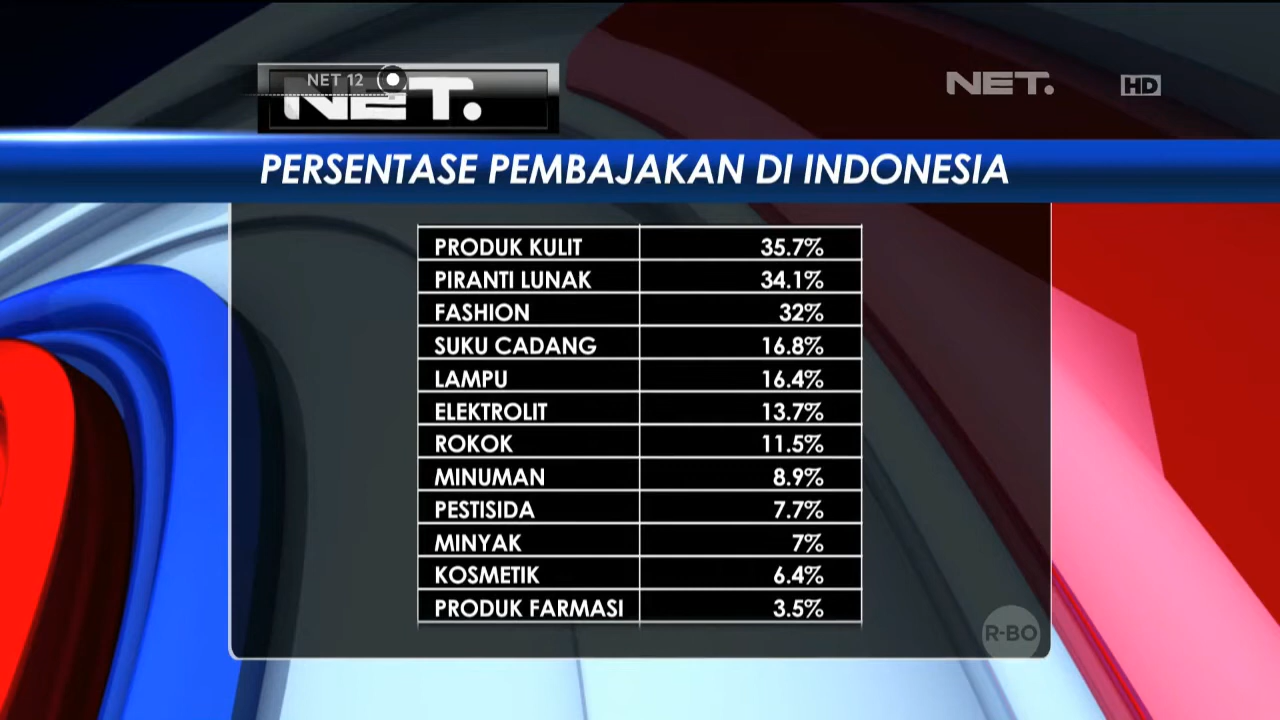 NET 12
NET.
NET.
HD
PERSENTASE PEMBAJAKAN DI INDONESIA
PRODUK KULIT 35.7%
PIRANTI LUNAK 34.1%
FASHION 32%
SUKU CADANG 16.8%
LAMPU 16.4%
ELEKTROLIT 13.7%
ROKOK 11.5%
MINUMAN 8.9%
PESTISIDA 7.7%
MINYAK 7%
KOSMETIK 6.4%
PRODUK FARMASI 3.5%
R-BO